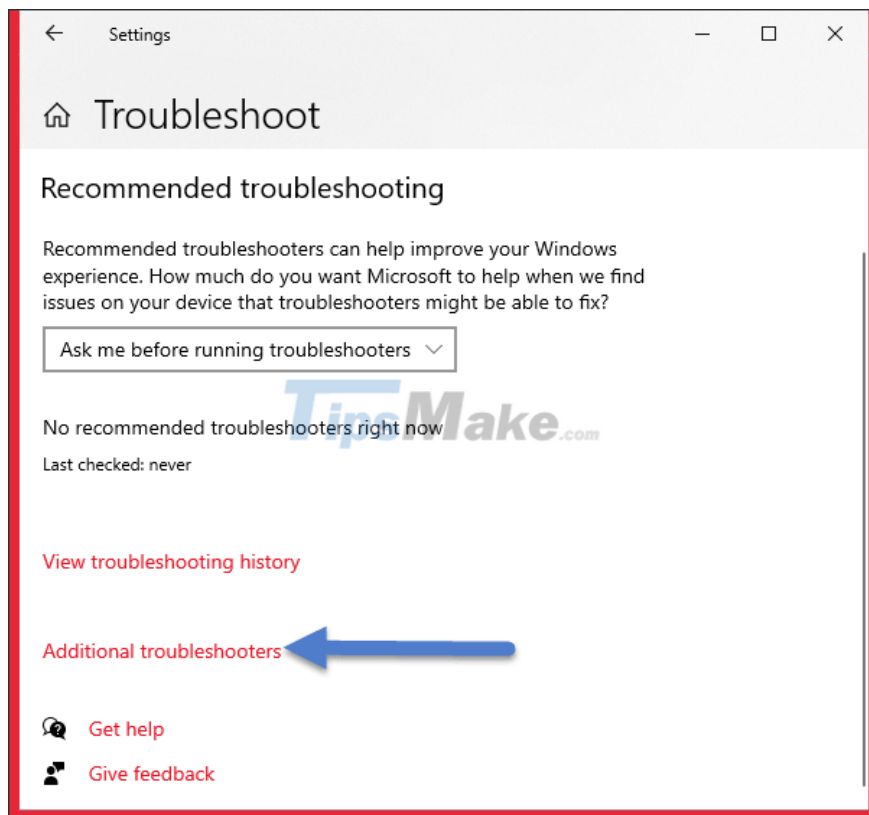 Settings
Troubleshoot
Recommended troubleshooting
Recommended troubleshooters can help improve your Windows
experience. How much do you want Microsoft to help when we find
issues on your device that troubleshooters might be able to fix?
Ask me before running troubleshooters
TipsMake.com
No recommended troubleshooters right now
Last checked: never
View troubleshooting history
Additional troubleshooters
Get help
Give feedback